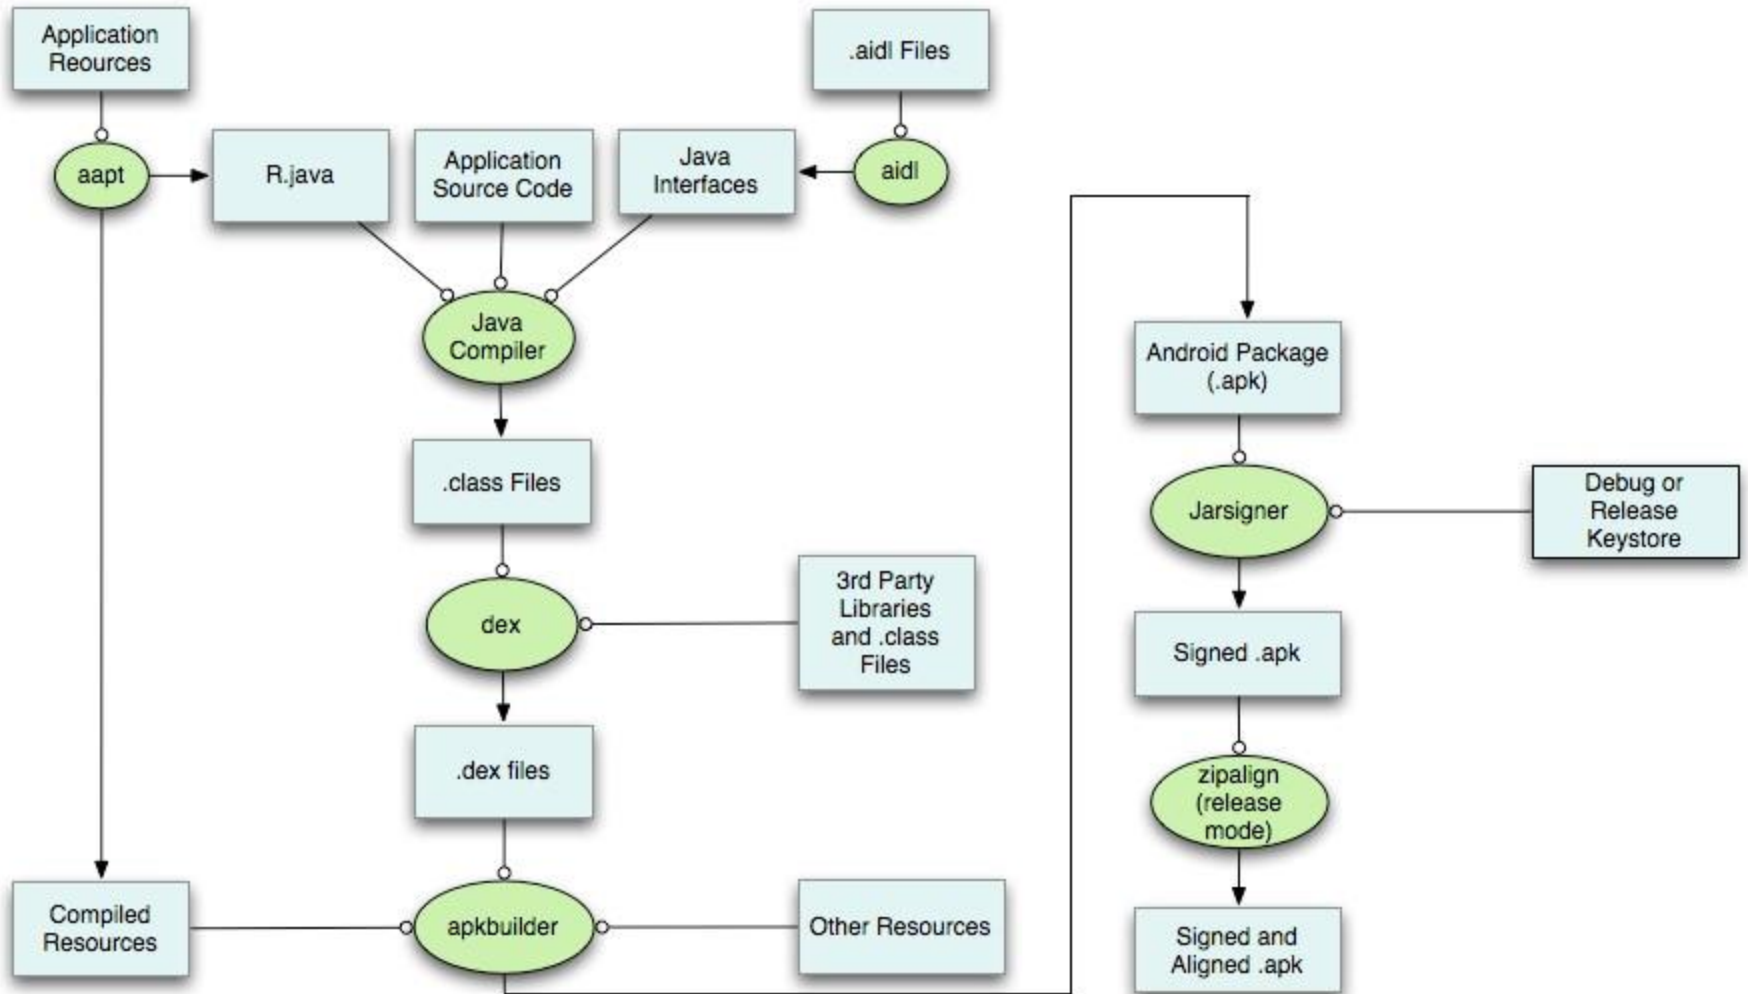 Application
Reources
.aidl Files
aapt
R.java
Application
Source Code
Java
Interfaces
aidl
Java
Compiler
Android Package
(.apk)
.class Files
Jarsigner
Debug or
Release
Keystore
dex
3rd Party
Libraries
and .class
Files
Signed .apk
.dex files
zipalign
(release
mode)
Compiled
Resources
apkbuilder
Other Resources
Signed and
Aligned .apk